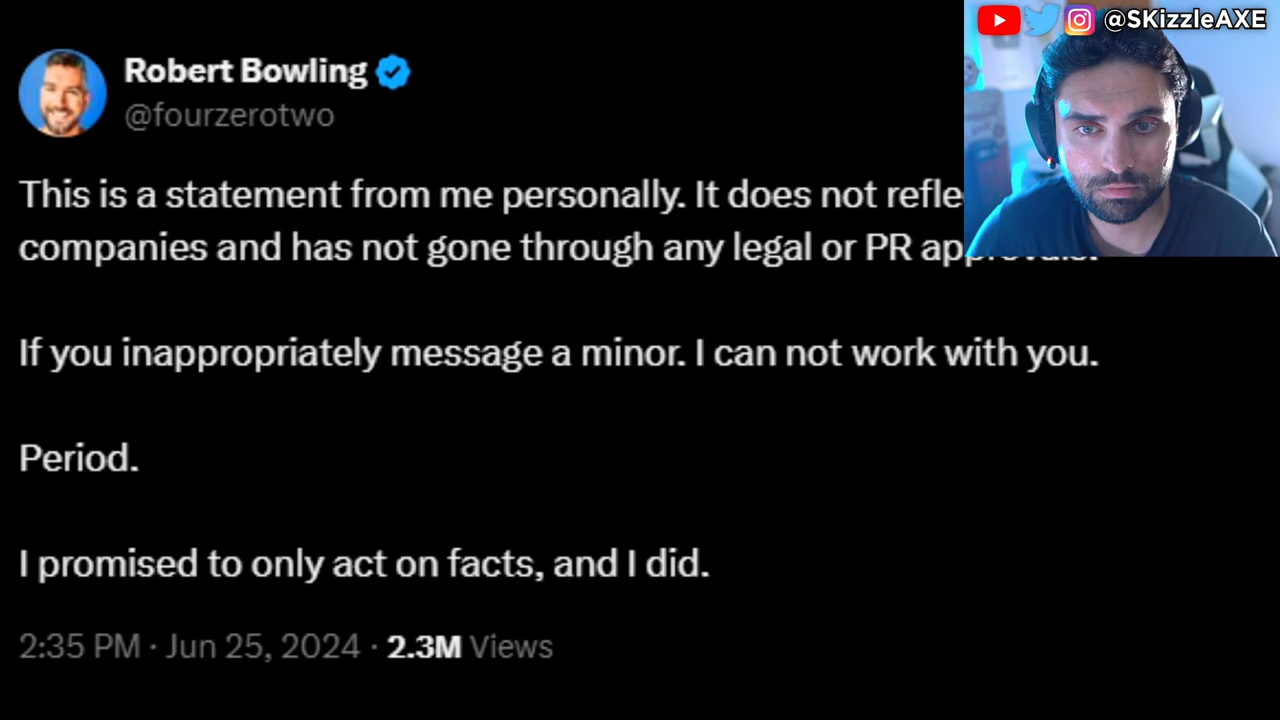 @SKizzleAXE
Robert Bowling
@fourzerotwo
This is a statement from me personally. It does not
companies and has not gone through any legal or PR
If you inappropriately message a minor. I can not work with you.
Period.
I promised to only act on facts, and I did.
2:35 PM · Jun 25, 2024 · 2.3M Views